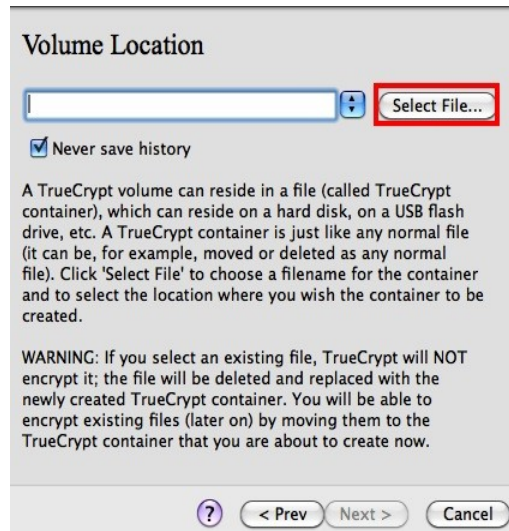 Volume Location
Select File...
Never save history
A TrueCrypt volume can reside in a file (called TrueCrypt
container), which can reside on a hard disk, on a USB flash
drive, etc. A TrueCrypt container is just like any normal file
(it can be, for example, moved or deleted as any normal
file). Click 'Select File' to choose a filename for the container
and to select the location where you wish the container to be
created.
WARNING: If you select an existing file, TrueCrypt will NOT
encrypt it; the file will be deleted and replaced with the
newly created TrueCrypt container. You will be able to
encrypt existing files (later on) by moving them to the
TrueCrypt container that you are about to create now.
? < Prev Next > Cancel